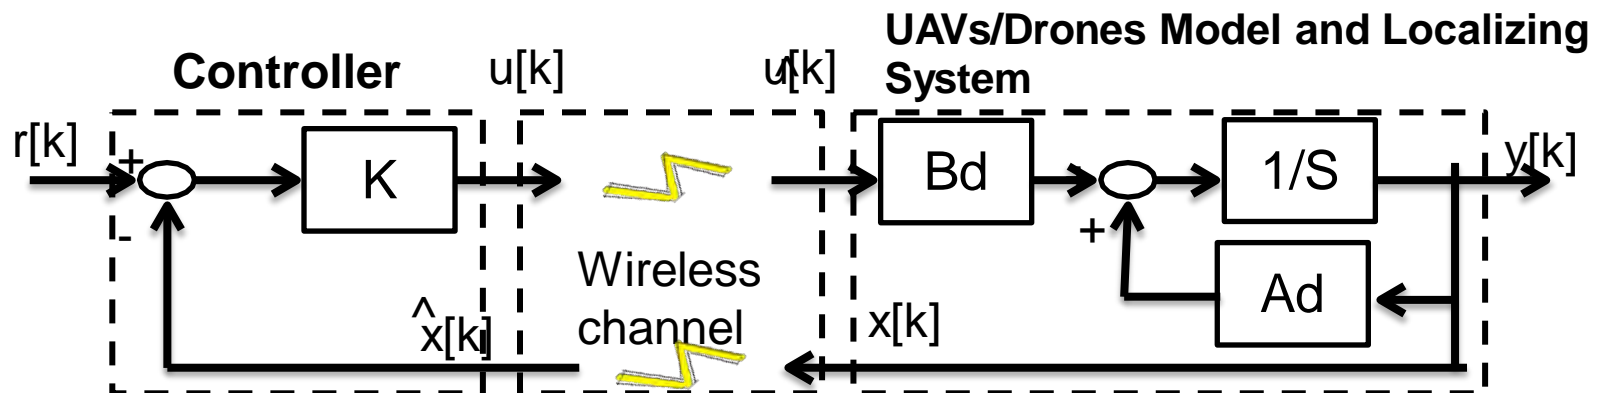 UAVs/Drones Model and Localizing
System
Controller
u[k]
û[k]
r[k]
+
-
K
Bd
1/S
y[k]
+
Ad
Wireless
channel
x̂[k]
x[k]